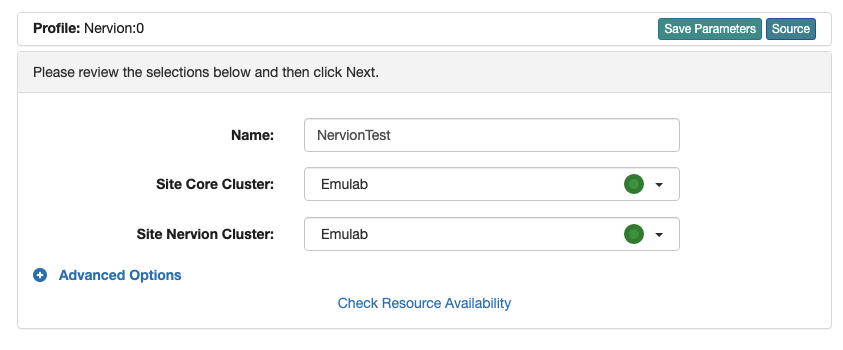 Profile: Nervion:0 Save Parameters Source
Please review the selections below and then click Next.
Name: NervionTest
Site Core Cluster: Emulab
Site Nervion Cluster: Emulab
Advanced Options
Check Resource Availability